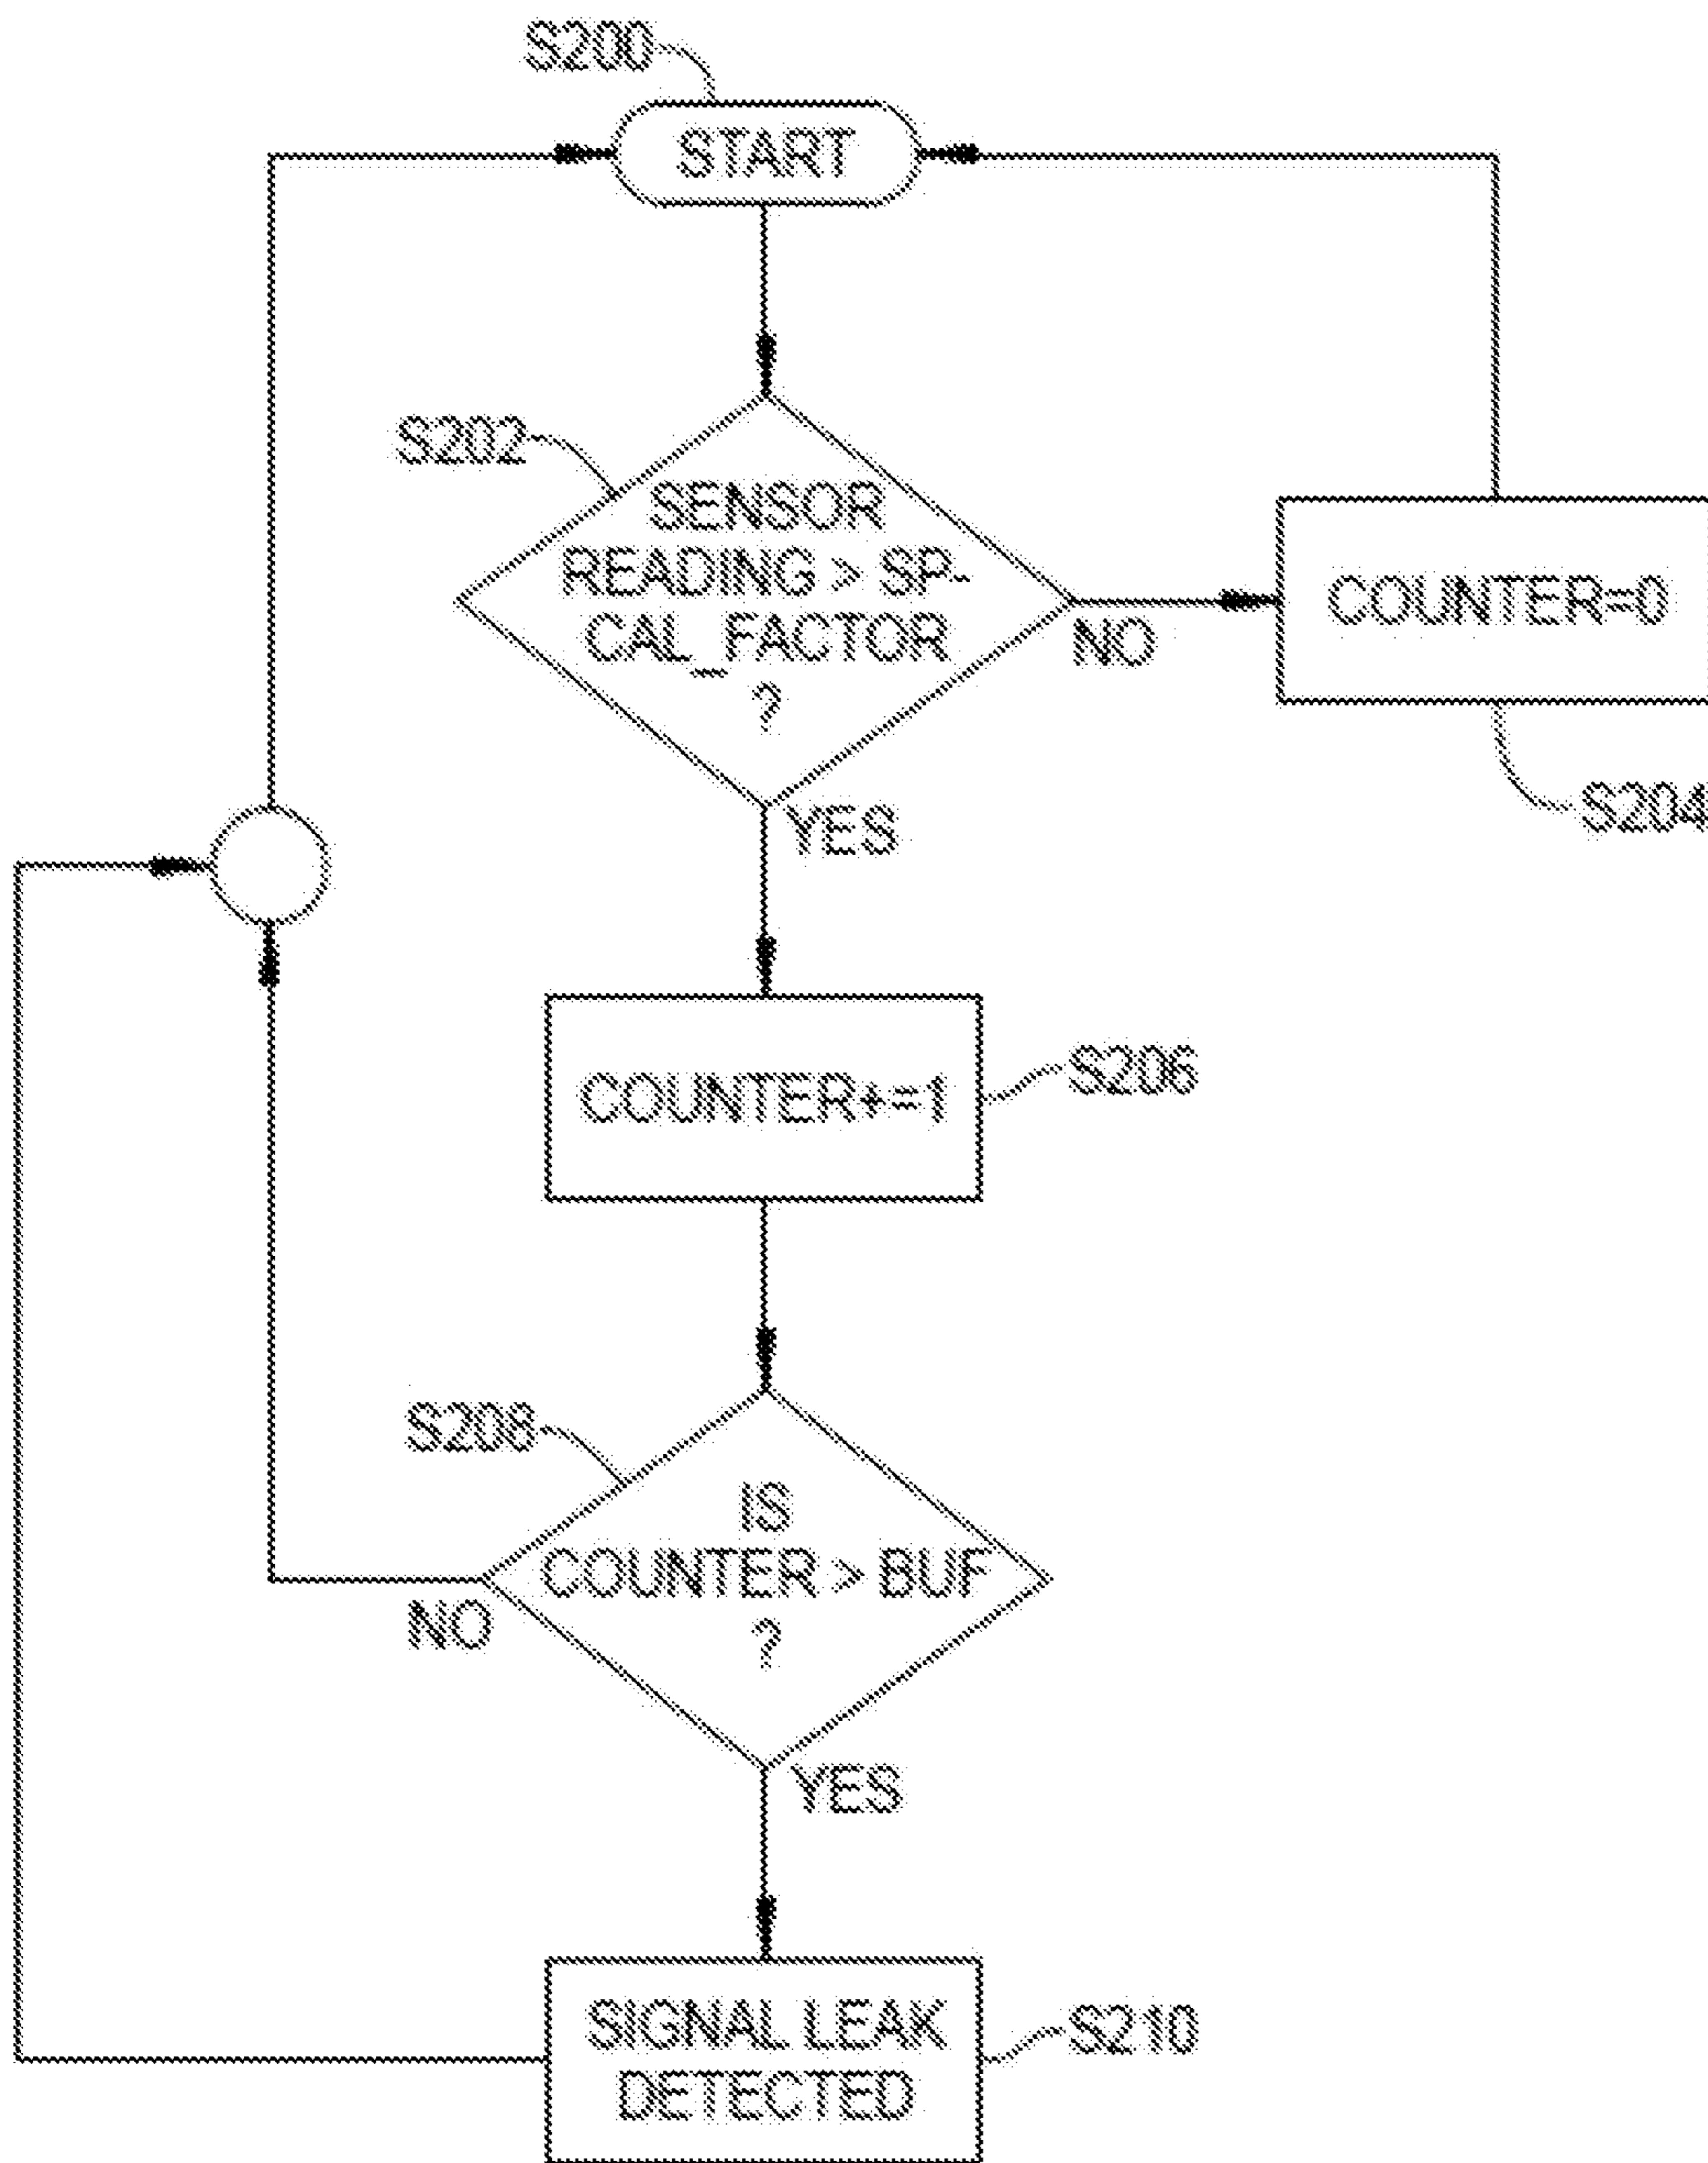 S200
START
S202
SENSOR
READING > SP-
CAL_FACTOR
?
NO
COUNTER=0
S204
YES
COUNTER+=1
S206
S208
IS
COUNTER > BUF
?
NO
YES
SIGNAL LEAK
DETECTED
S210